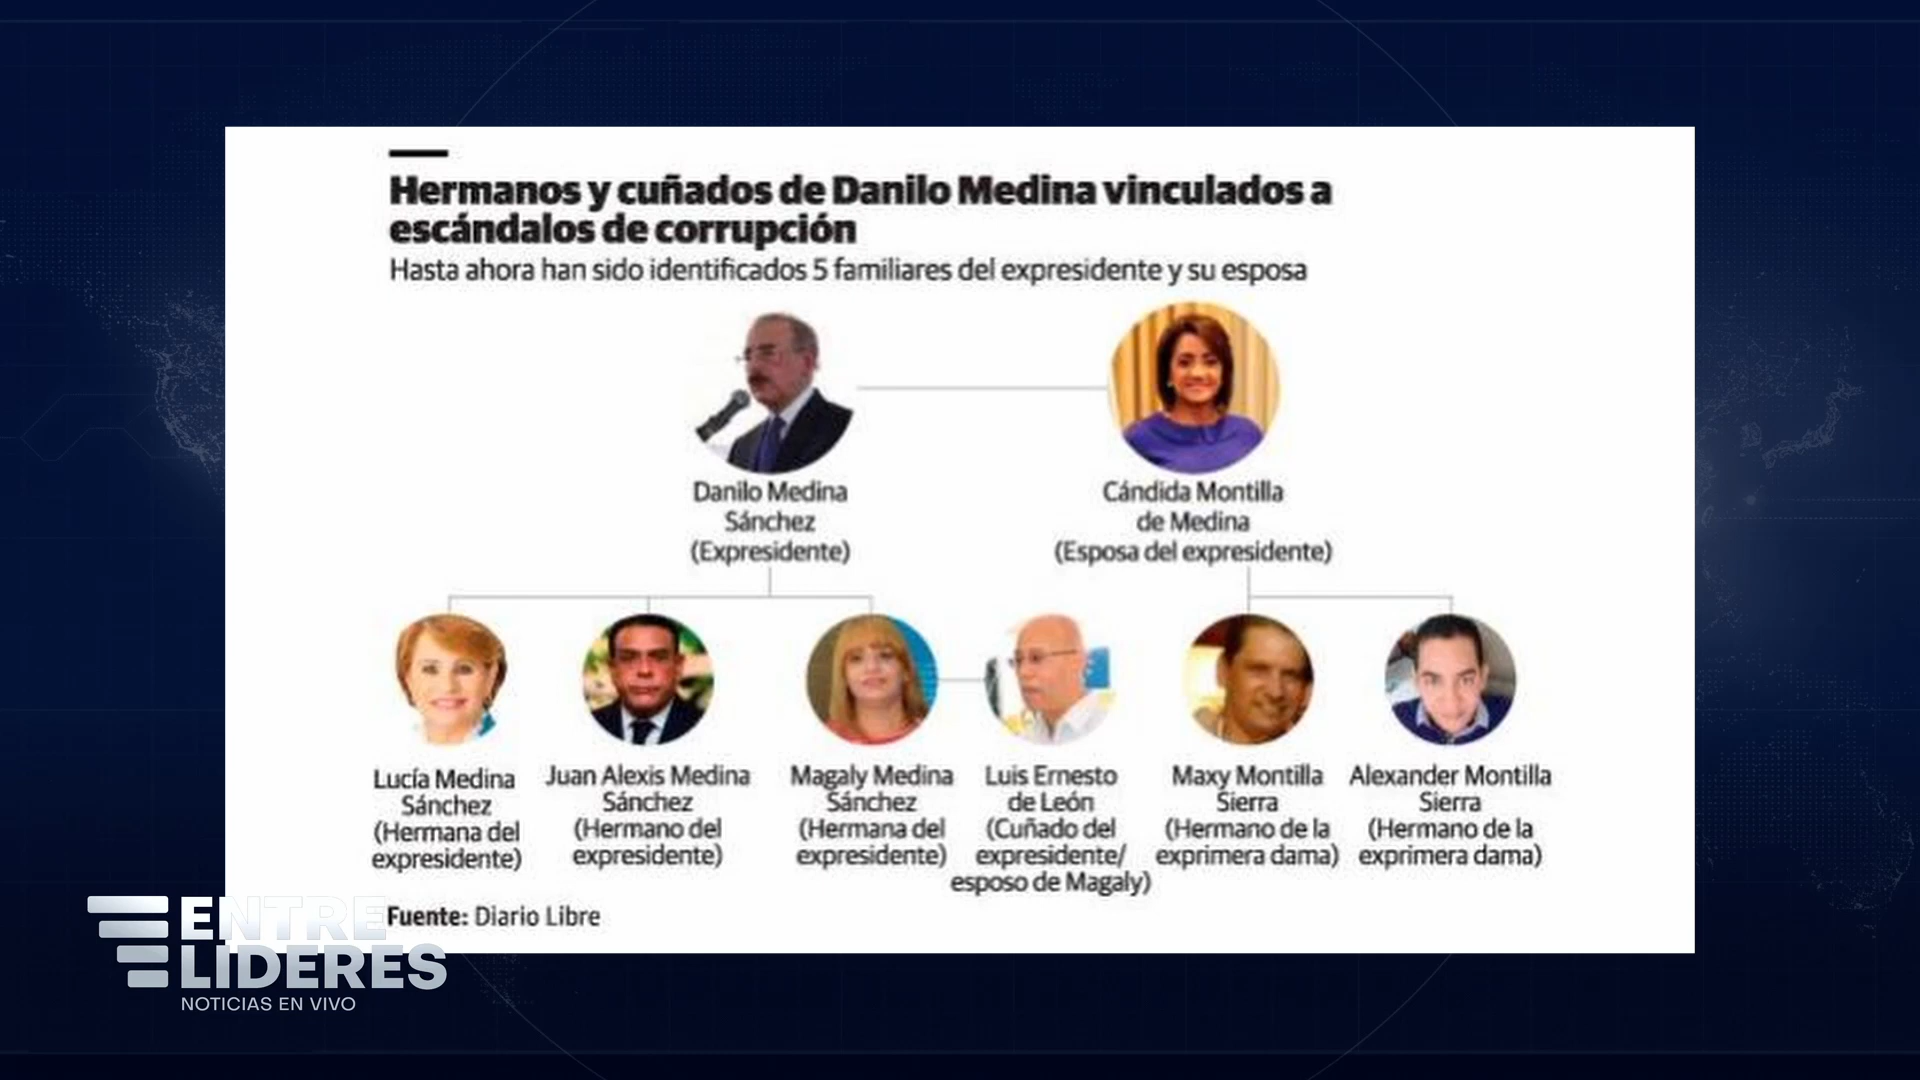 Hermanos y cuñados de Danilo Medina vinculados a
escándalos de corrupción
Hasta ahora han sido identificados 5 familiares del expresidente y su esposa
Danilo Medina
Sánchez
(Expresidente)
Cándida Montilla
de Medina
(Esposa del expresidente)
Lucía Medina
Sánchez
(Hermana del
expresidente)
Juan Alexis Medina
Sánchez
(Hermano del
expresidente)
Magaly Medina
Sánchez
(Hermana del
expresidente)
Luis Ernesto
de León
(Cuñado del
expresidente/
esposo de Magaly)
Maxy Montilla
Sierra
(Hermano de la
exprimera dama)
Alexander Montilla
Sierra
(Hermano de la
exprimera dama)
Fuente: Diario Libre
ENTRE
LIDERES
NOTICIAS EN VIVO